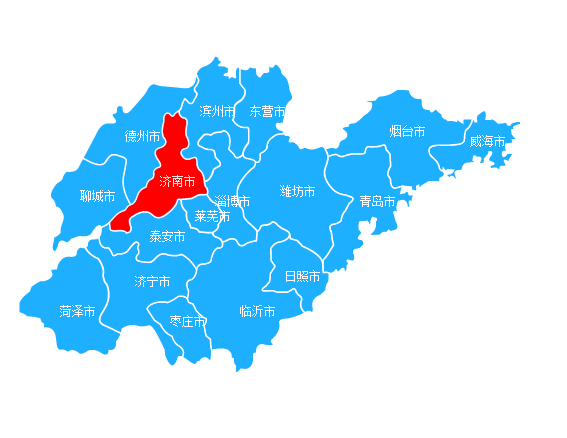 滨州市
东营市
德州市
烟台市
威海市
济南市
聊城市
潍坊市
淄博市
青岛市
莱芜市
泰安市
日照市
济宁市
菏泽市
枣庄市
临沂市